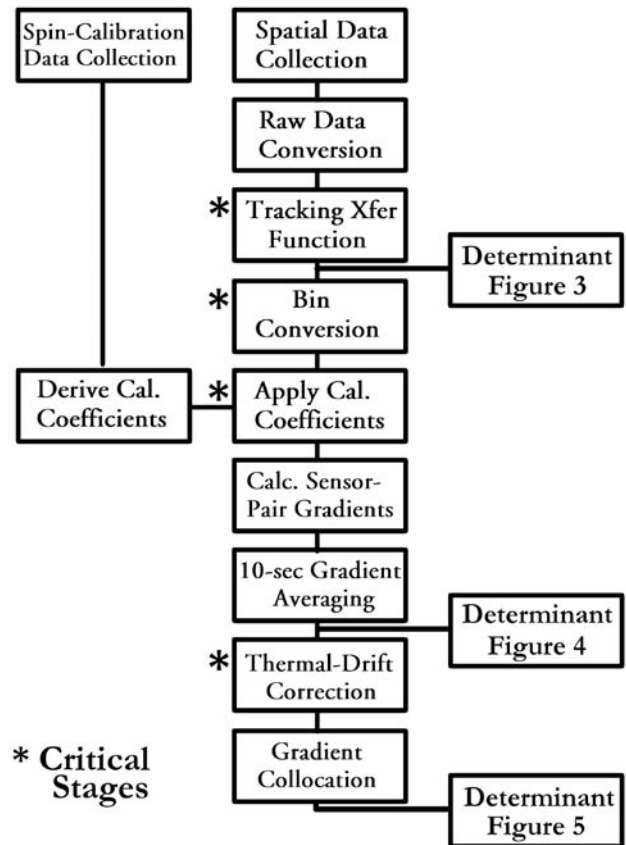 Spin-Calibration
Data Collection
Spatial Data
Collection
Raw Data
Conversion
* Tracking Xfer
Function
Determinant
Figure 3
* Bin
Conversion
Derive Cal.
Coefficients
* Apply Cal.
Coefficients
Calc. Sensor-
Pair Gradients
10-sec Gradient
Averaging
Determinant
Figure 4
* Thermal-Drift
Correction
Gradient
Collocation
* Critical
Stages
Determinant
Figure 5